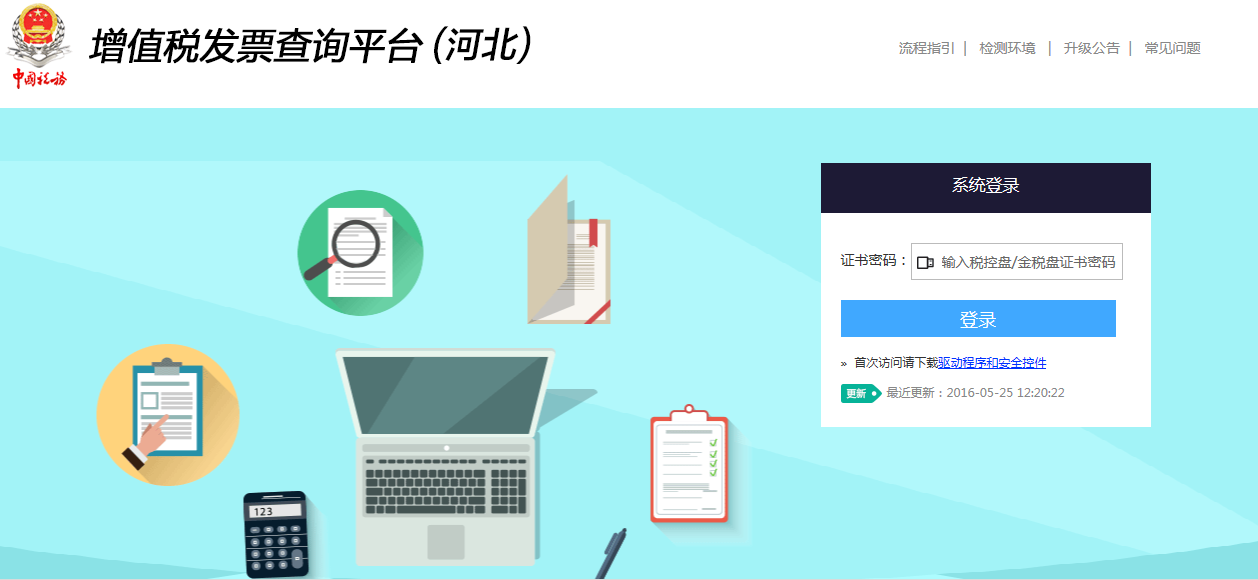 中国税务
增值税发票查询平台(河北)
流程指引 | 检测环境 | 升级公告 | 常见问题
系统登录
证书密码： 输入税控盘/金税盘证书密码
登录
» 首次访问请下载驱动程序和安全控件
更新 最近更新：2016-05-25 12:20:22
123